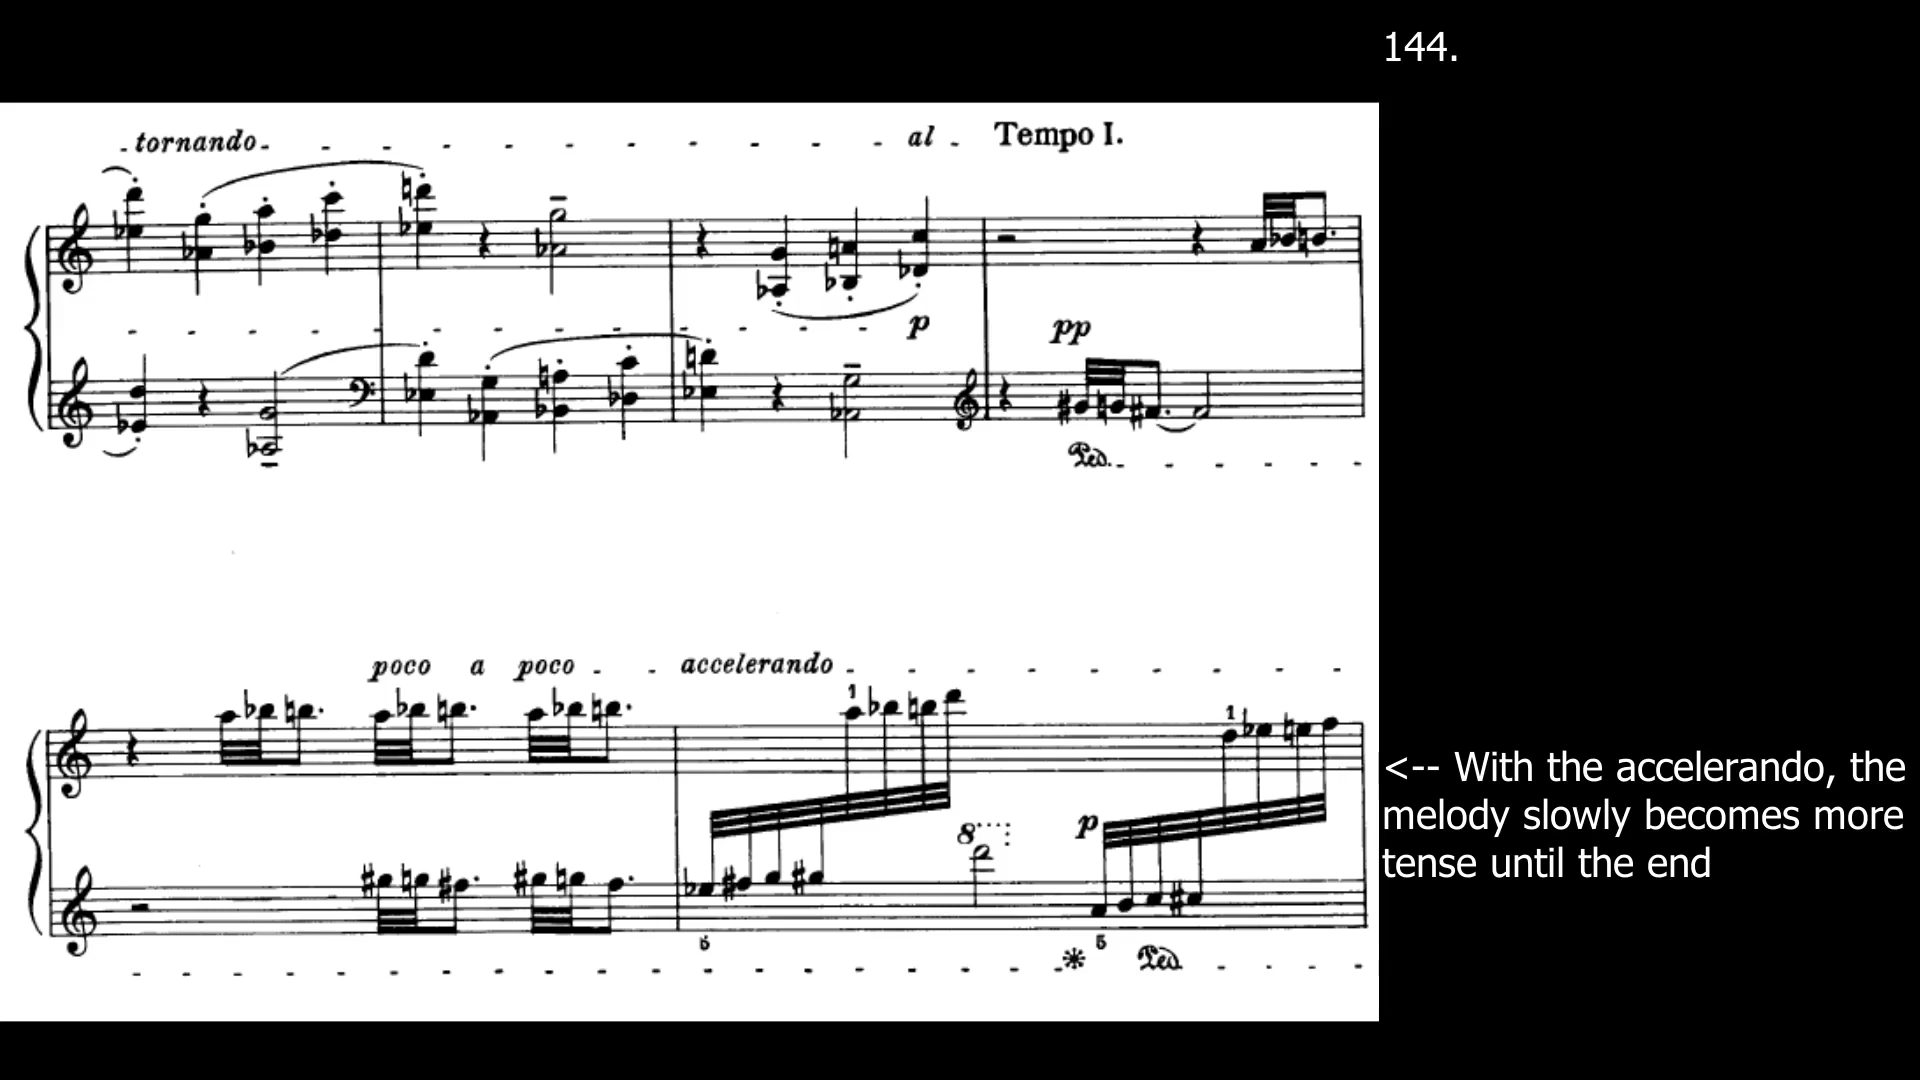 144.
tornando al Tempo I.
p pp
Ped.
poco a poco accelerando
1 1
8 p
5 5
Ped.
<-- With the accelerando, the
melody slowly becomes more
tense until the end